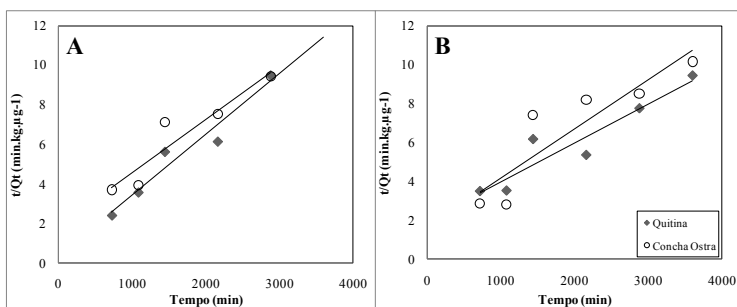 A
t/Qt (min.kg.µg-1)
12
10
8
6
4
2
0
0 1000 2000 3000 4000
Tempo (min)
B
t/Qt (min.kg.µg-1)
12
10
8
6
4
2
0
Quitina
Concha Ostra
0 1000 2000 3000 4000
Tempo (min)